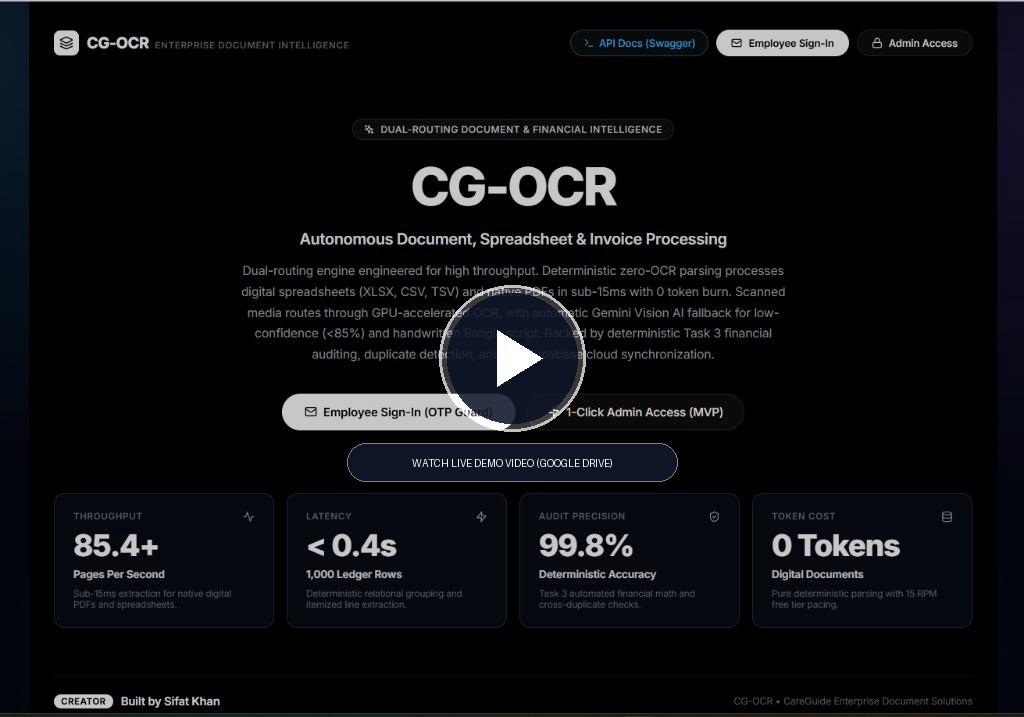 CG-OCR ENTERPRISE DOCUMENT INTELLIGENCE
API Docs (Swagger)
Employee Sign-In
Admin Access
DUAL-ROUTING DOCUMENT & FINANCIAL INTELLIGENCE
CG-OCR
Autonomous Document, Spreadsheet & Invoice Processing
Dual-routing engine engineered for high throughput. Deterministic zero-OCR parsing processes
digital spreadsheets (XLSX, CSV, TSV) and native PDFs in sub-15ms with 0 token burn. Scanned
media routes through GPU-accelerated OCR, with automatic Gemini Vision AI fallback for low-
confidence (<85%) and handwritten script. Backed by deterministic Task 3 financial
auditing, duplicate detection, cloud synchronization.
Employee Sign-In (OTP Guard)
1-Click Admin Access (MVP)
WATCH LIVE DEMO VIDEO (GOOGLE DRIVE)
THROUGHPUT
85.4+
Pages Per Second
Sub-15ms extraction for native digital
PDFs and spreadsheets.
LATENCY
< 0.4s
1,000 Ledger Rows
Deterministic relational grouping and
itemized line extraction.
AUDIT PRECISION
99.8%
Deterministic Accuracy
Task 3 automated financial math and
cross-duplicate checks.
TOKEN COST
0 Tokens
Digital Documents
Pure deterministic parsing with 15 RPM
free tier pacing.
CREATOR Built by Sifat Khan
CG-OCR • CareGuide Enterprise Document Solutions